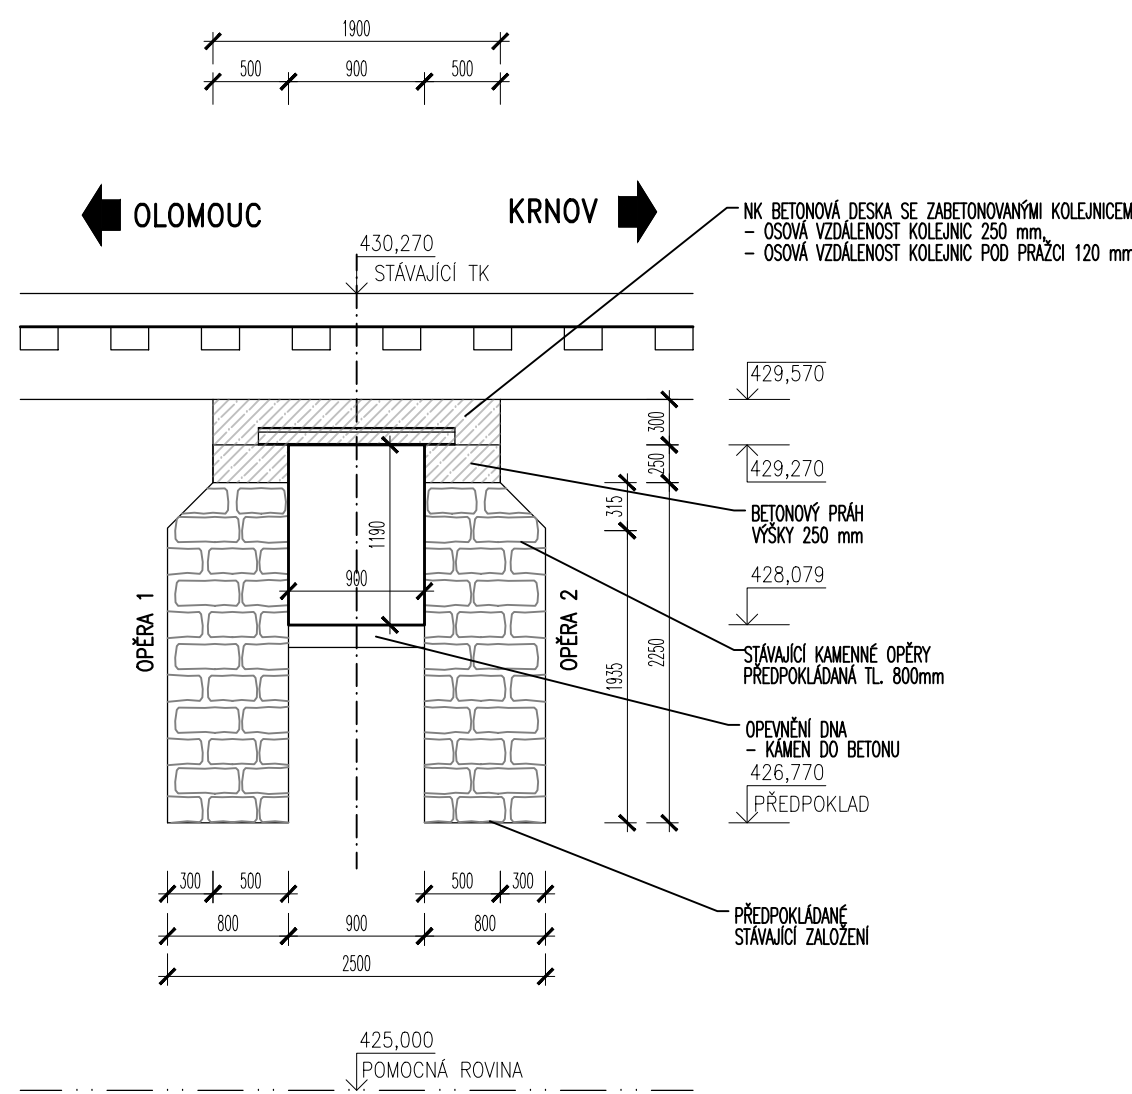 1900
500 900 500
OLOMOUC KRNOV
430,270
STÁVAJÍCÍ TK
NK BETONOVÁ DESKA SE ZABETONOVANÝMI KOLEJNICEM
- OSOVÁ VZDÁLENOST KOLEJNIC 250 mm,
- OSOVÁ VZDÁLENOST KOLEJNIC POD PRAŽCI 120 mm
429,570
300
250
429,270
315
BETONOVÝ PRÁH
VÝŠKY 250 mm
1190
900
428,079
OPĚRA 1
OPĚRA 2
1935
2250
STÁVAJÍCÍ KAMENNÉ OPĚRY
PŘEDPOKLÁDANÁ TL. 800mm
OPEVNĚNÍ DNA
- KÁMEN DO BETONU
426,770
PŘEDPOKLAD
300 500 500 300
800 900 800
2500
PŘEDPOKLÁDANÉ
STÁVAJÍCÍ ZALOŽENÍ
425,000
POMOCNÁ ROVINA